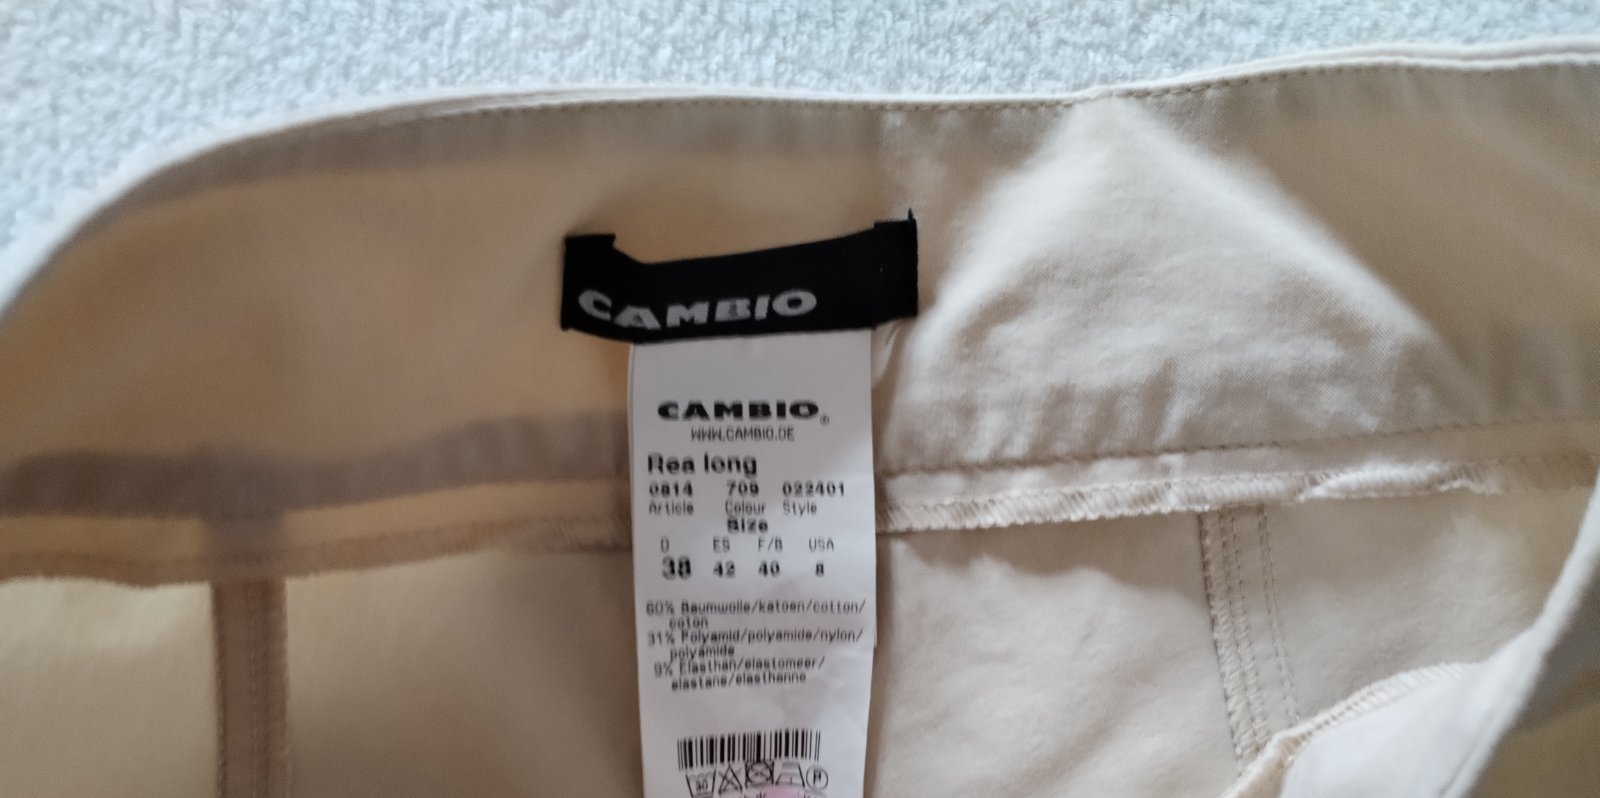 CAMBIO
CAMBIO®
WWW.CAMBIO.DE
Rea long
0814 709 022401
Article Colour Style
Size
D ES F/B USA
38 42 40 8
60% Baumwolle/katoen/cotton/
coton
31% Polyamid/polyamide/nylon/
polyamide
9% Elasthan/elastomeer/
elastane/elasthanne
30 P